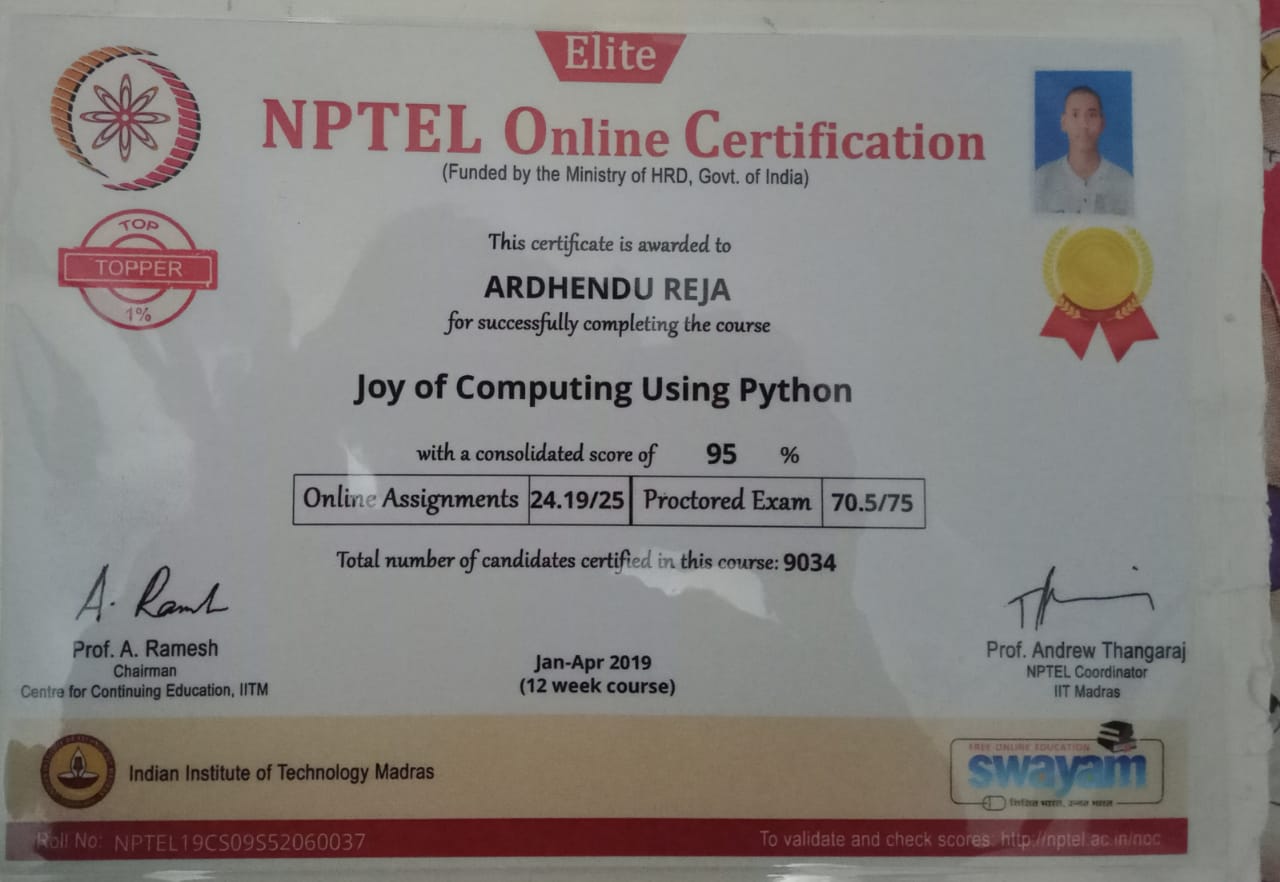 Elite
NPTEL Online Certification
(Funded by the Ministry of HRD, Govt. of India)
TOP
TOPPER
1%
This certificate is awarded to
ARDHENDU REJA
for successfully completing the course
Joy of Computing Using Python
with a consolidated score of 95 %
Online Assignments 24.19/25 Proctored Exam 70.5/75
Total number of candidates certified in this course: 9034
A. Ramesh
Prof. A. Ramesh
Chairman
Centre for Continuing Education, IITM
Jan-Apr 2019
(12 week course)
Prof. Andrew Thangaraj
NPTEL Coordinator
IIT Madras
Indian Institute of Technology Madras
FREE ONLINE EDUCATION
swayam
शिक्षित भारत, उन्नत भारत
Roll No: NPTEL19CS09S52060037
To validate and check scores: http://nptel.ac.in/noc